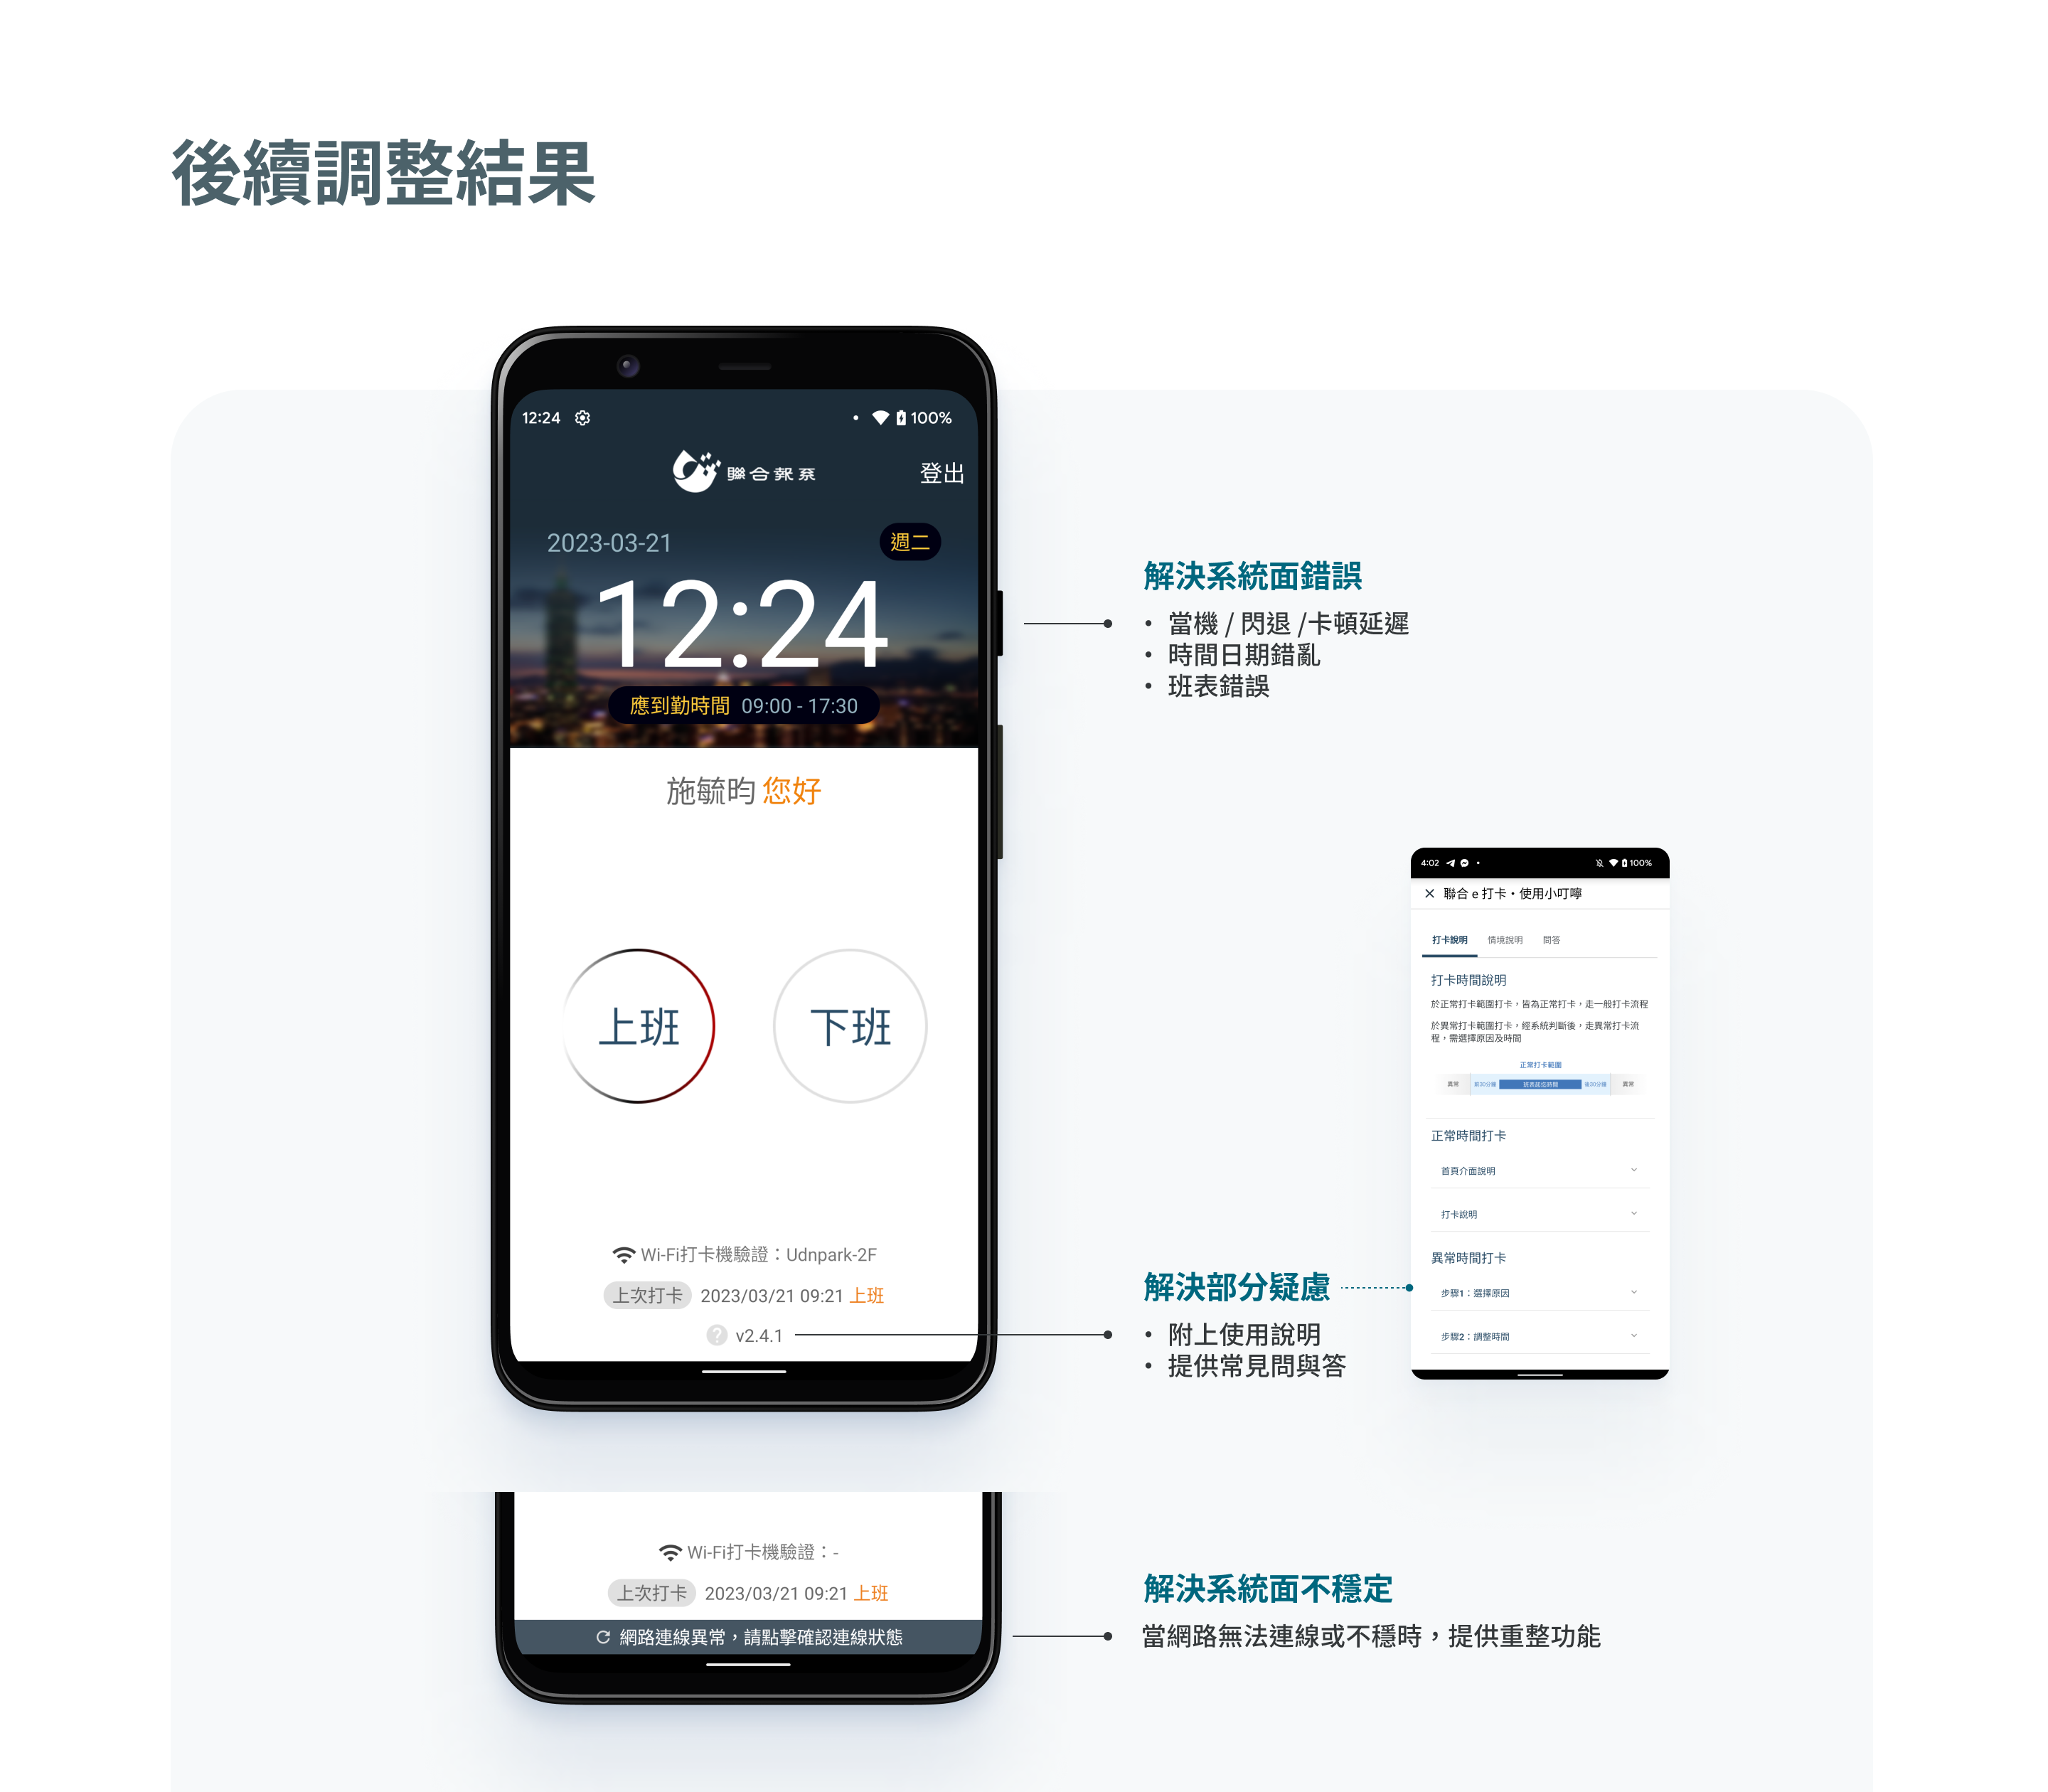 後續調整結果
12:24
100%
聯合報系
登出
2023-03-21
週二
12:24
應到勤時間 09:00 - 17:30
施毓昀 您好
上班
下班
Wi-Fi打卡機驗證：Udnpark-2F
上次打卡 2023/03/21 09:21 上班
? v2.4.1
解決系統面錯誤
• 當機 / 閃退 /卡頓延遲
• 時間日期錯亂
• 班表錯誤
解決部分疑慮
• 附上使用說明
• 提供常見問與答
4:02
100%
聯合 e 打卡・使用小叮嚀
打卡說明 情境說明 問答
打卡時間說明
於正常打卡範圍打卡，皆為正常打卡，走一般打卡流程
於異常打卡範圍打卡，經系統判斷後，走異常打卡流
程，需選擇原因及時間
正常打卡範圍
異常 前30分鐘 班表起迄時間 後30分鐘 異常
正常時間打卡
首頁介面說明
打卡說明
異常時間打卡
步驟1：選擇原因
步驟2：調整時間
Wi-Fi打卡機驗證：-
上次打卡 2023/03/21 09:21 上班
網路連線異常，請點擊確認連線狀態
解決系統面不穩定
當網路無法連線或不穩時，提供重整功能